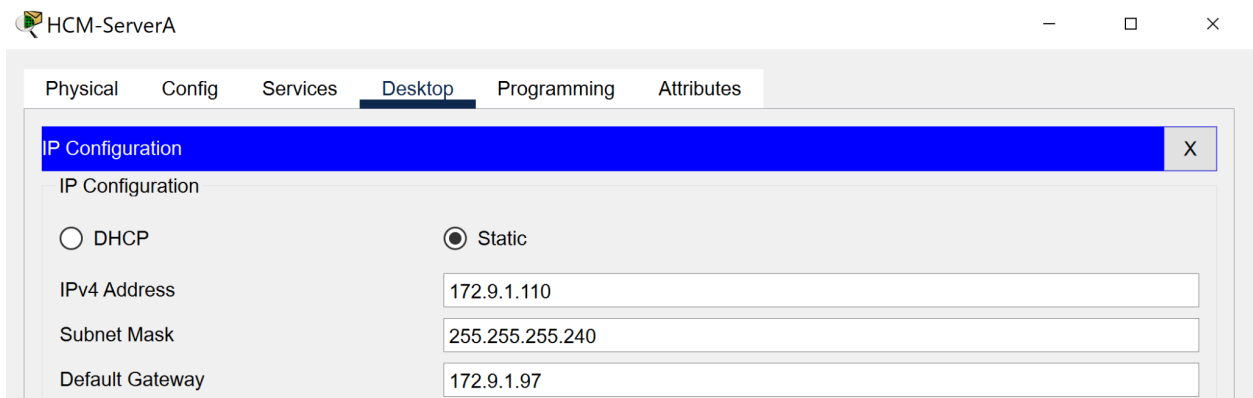 HCM-ServerA
Physical Config Services Desktop Programming Attributes
IP Configuration X
IP Configuration
DHCP Static
IPv4 Address 172.9.1.110
Subnet Mask 255.255.255.240
Default Gateway 172.9.1.97